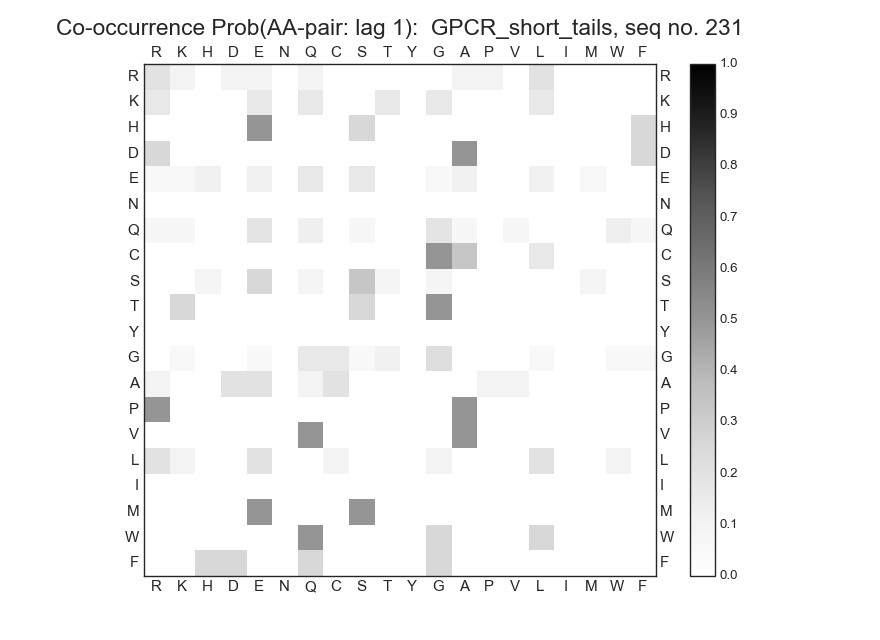 Co-occurrence Prob(AA-pair: lag 1):  GPCR_short_tails, seq no. 231
R K H D E N Q C S T Y G A P V L I M W F
R R 1.0
K K 0.9
H H
D D 0.8
E E
N N 0.7
Q Q
C C 0.6
S S
T T 0.5
Y Y
G G 0.4
A A
P P 0.3
V V
L L 0.2
I I
M M 0.1
W W
F F 0.0
R K H D E N Q C S T Y G A P V L I M W F